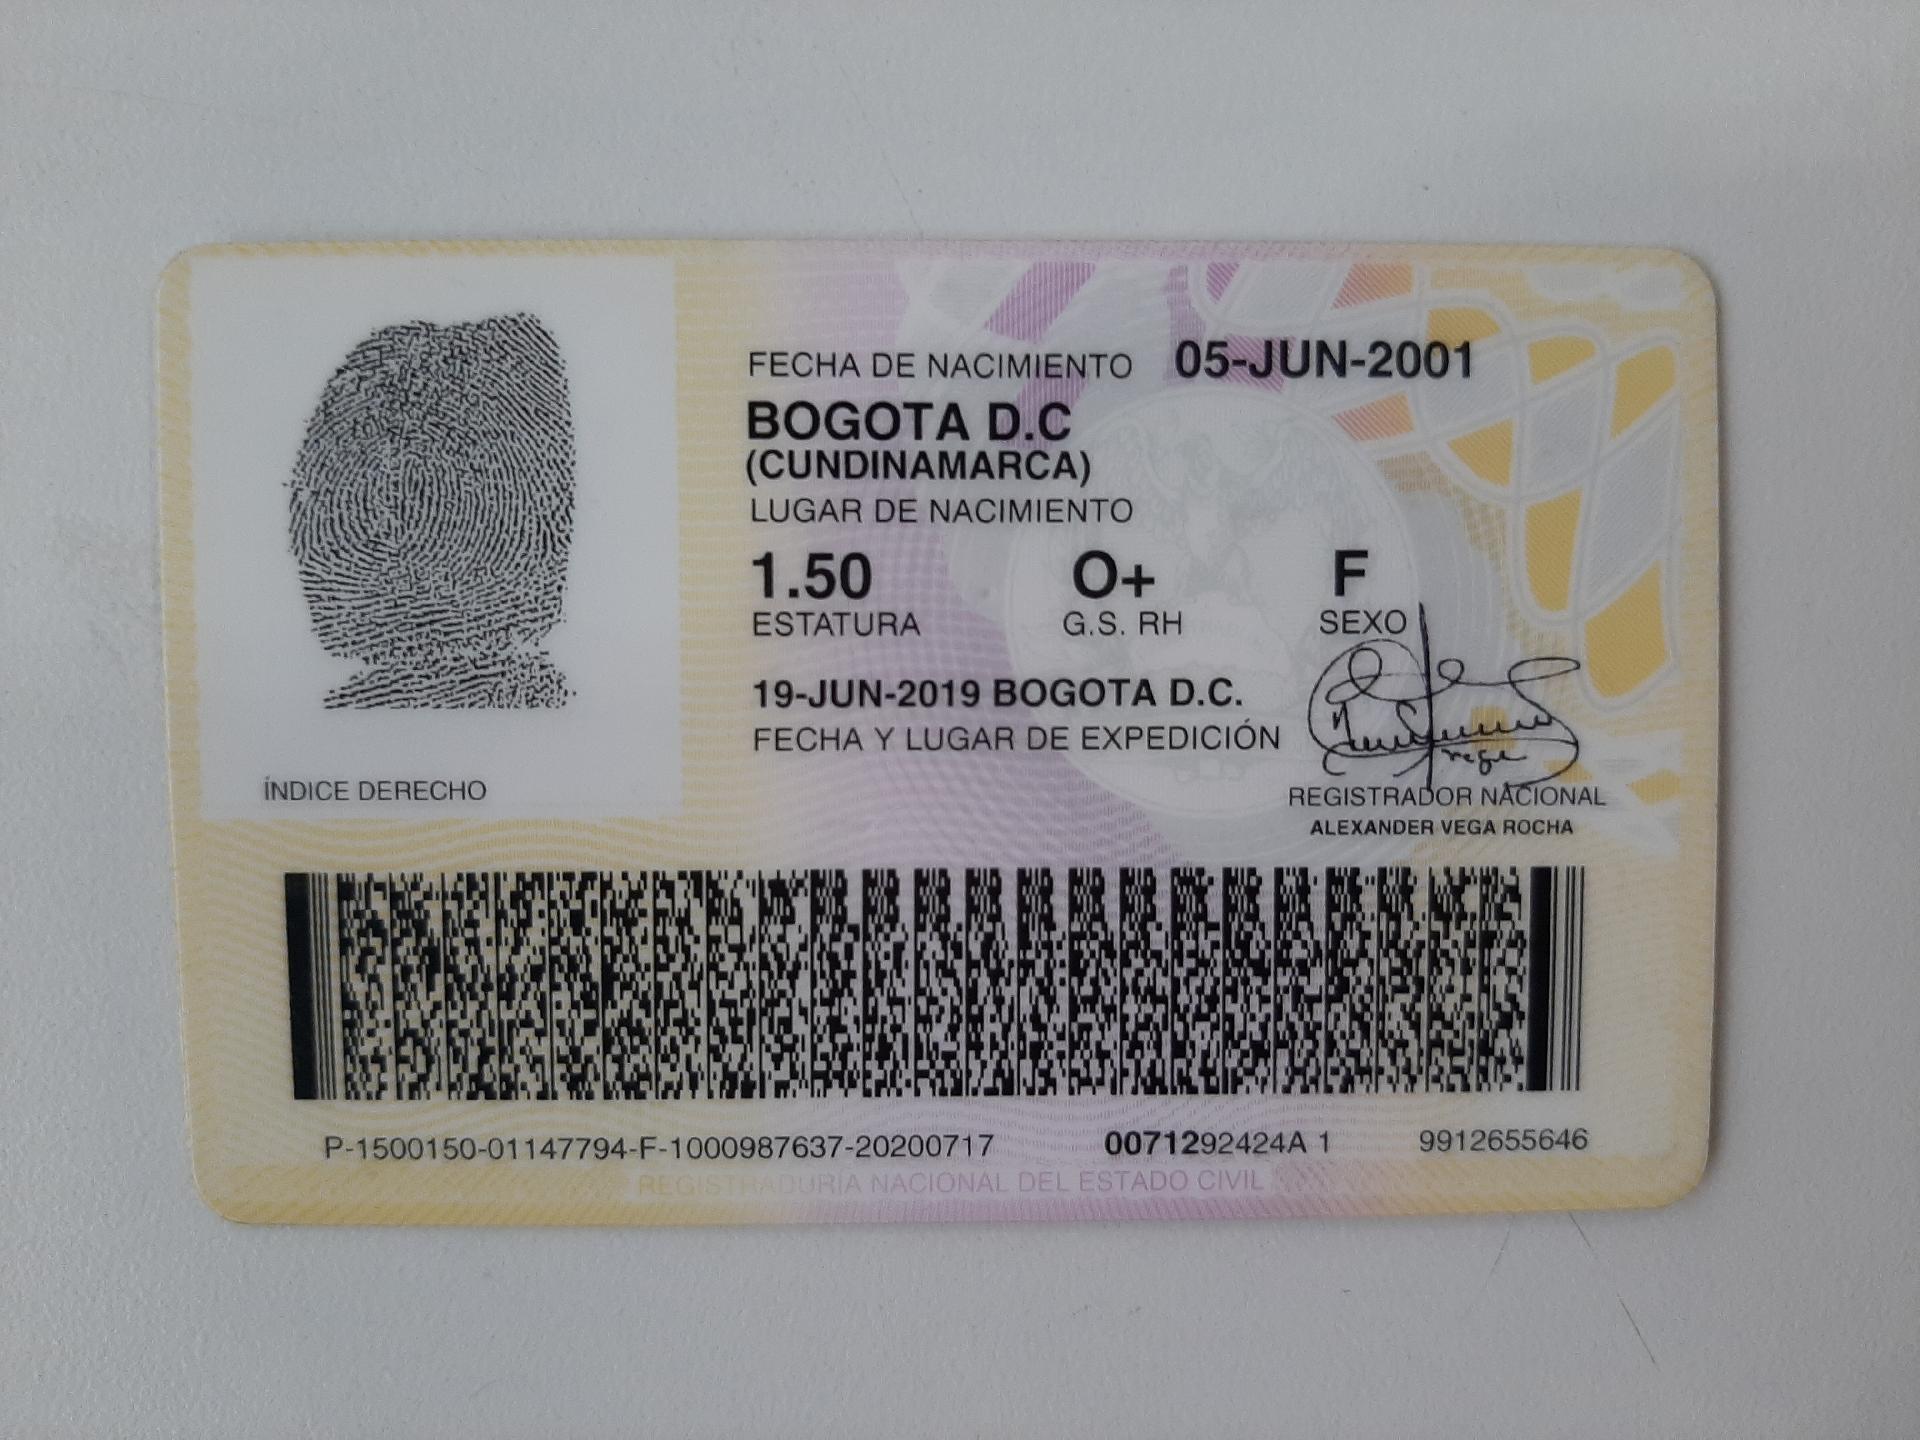 FECHA DE NACIMIENTO 05-JUN-2001
BOGOTA D.C
(CUNDINAMARCA)
LUGAR DE NACIMIENTO
1.50 O+ F
ESTATURA G.S. RH SEXO
19-JUN-2019 BOGOTA D.C.
FECHA Y LUGAR DE EXPEDICIÓN
ÍNDICE DERECHO
REGISTRADOR NACIONAL
ALEXANDER VEGA ROCHA
P-1500150-01147794-F-1000987637-20200717 0071292424A 1 9912655646
REGISTRADURÍA NACIONAL DEL ESTADO CIVIL